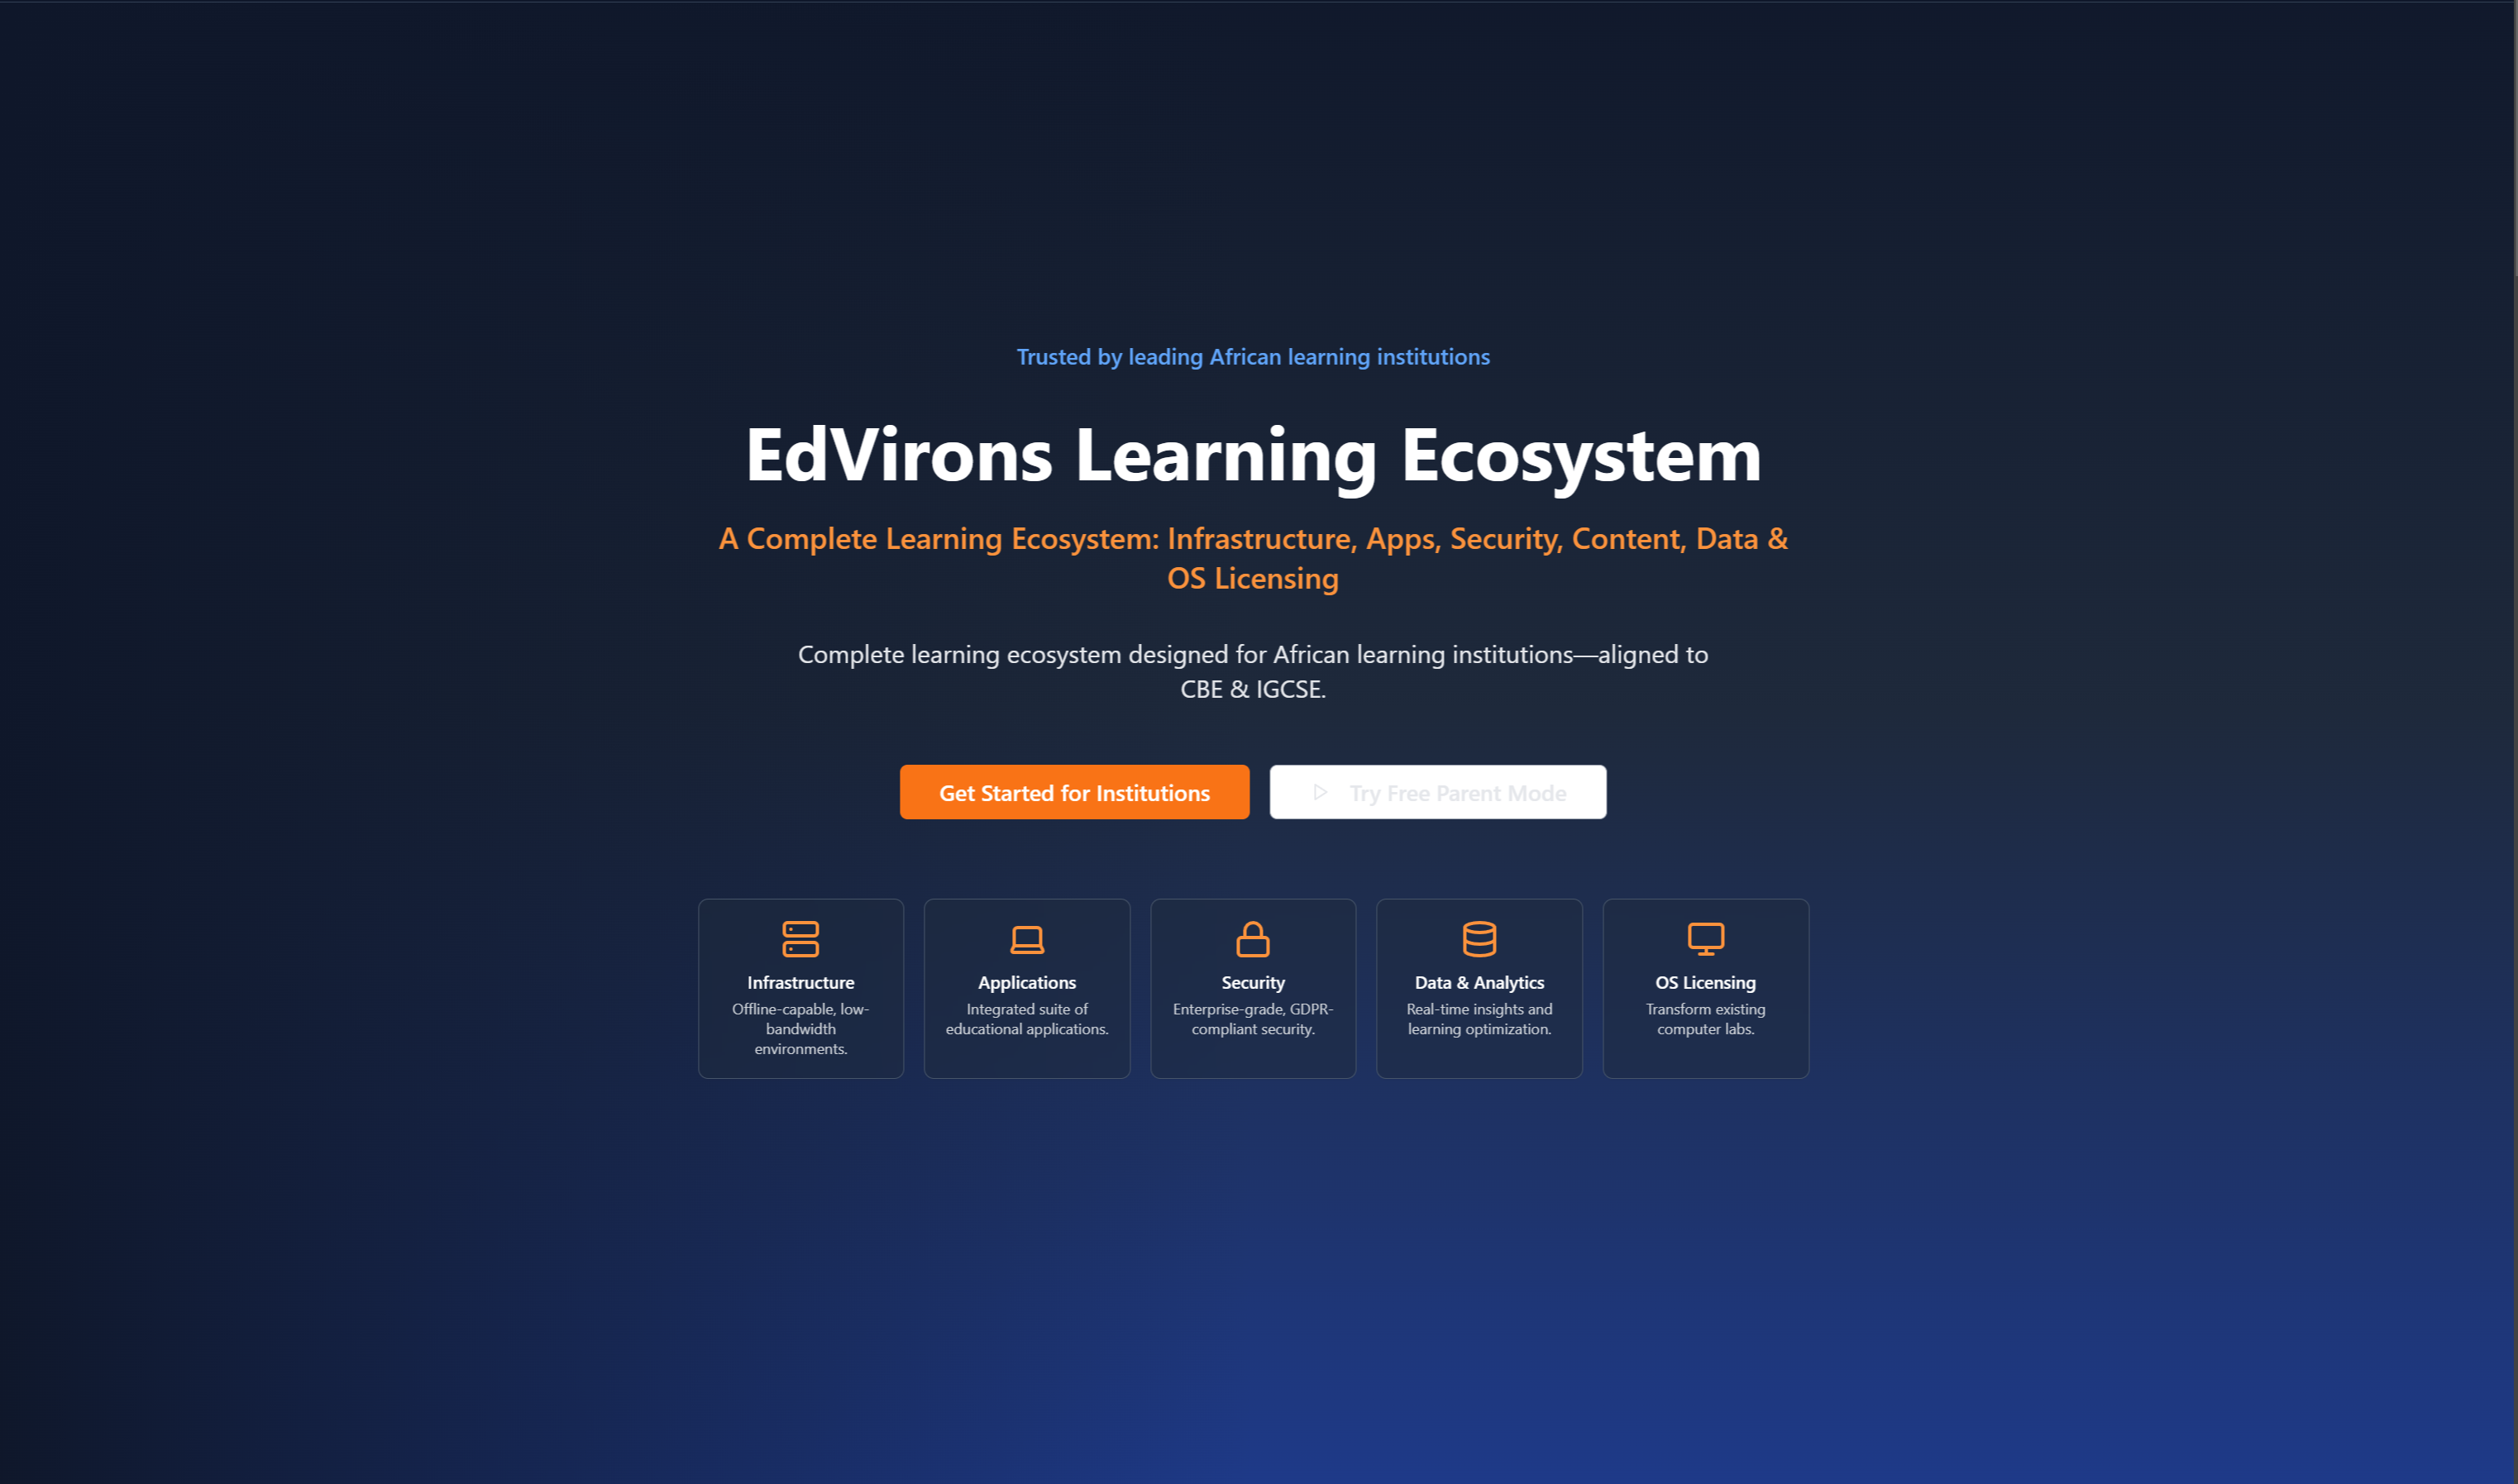 Trusted by leading African learning institutions
EdVirons Learning Ecosystem
A Complete Learning Ecosystem: Infrastructure, Apps, Security, Content, Data &
OS Licensing
Complete learning ecosystem designed for African learning institutions—aligned to
CBE & IGCSE.
Get Started for Institutions
Try Free Parent Mode
Infrastructure
Offline-capable, low-
bandwidth
environments.
Applications
Integrated suite of
educational applications.
Security
Enterprise-grade, GDPR-
compliant security.
Data & Analytics
Real-time insights and
learning optimization.
OS Licensing
Transform existing
computer labs.